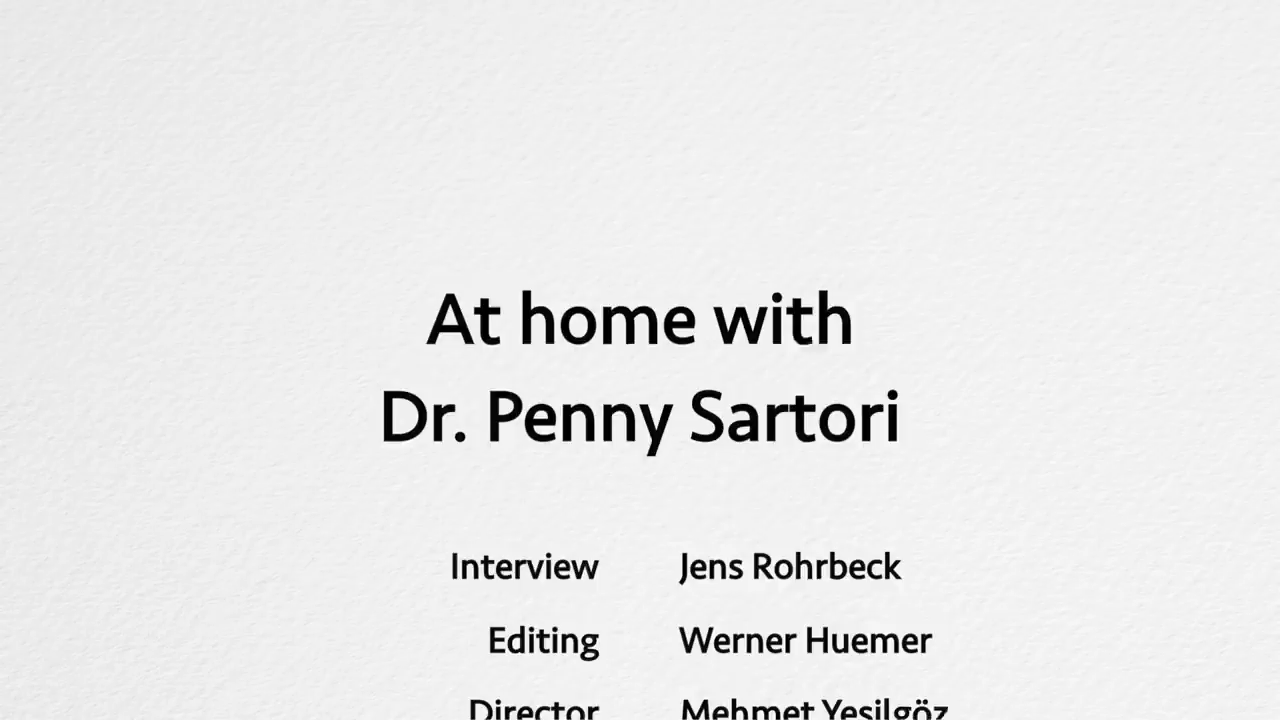 At home with
Dr. Penny Sartori
Interview Jens Rohrbeck
Editing Werner Huemer
Director Mehmet Yesilgöz